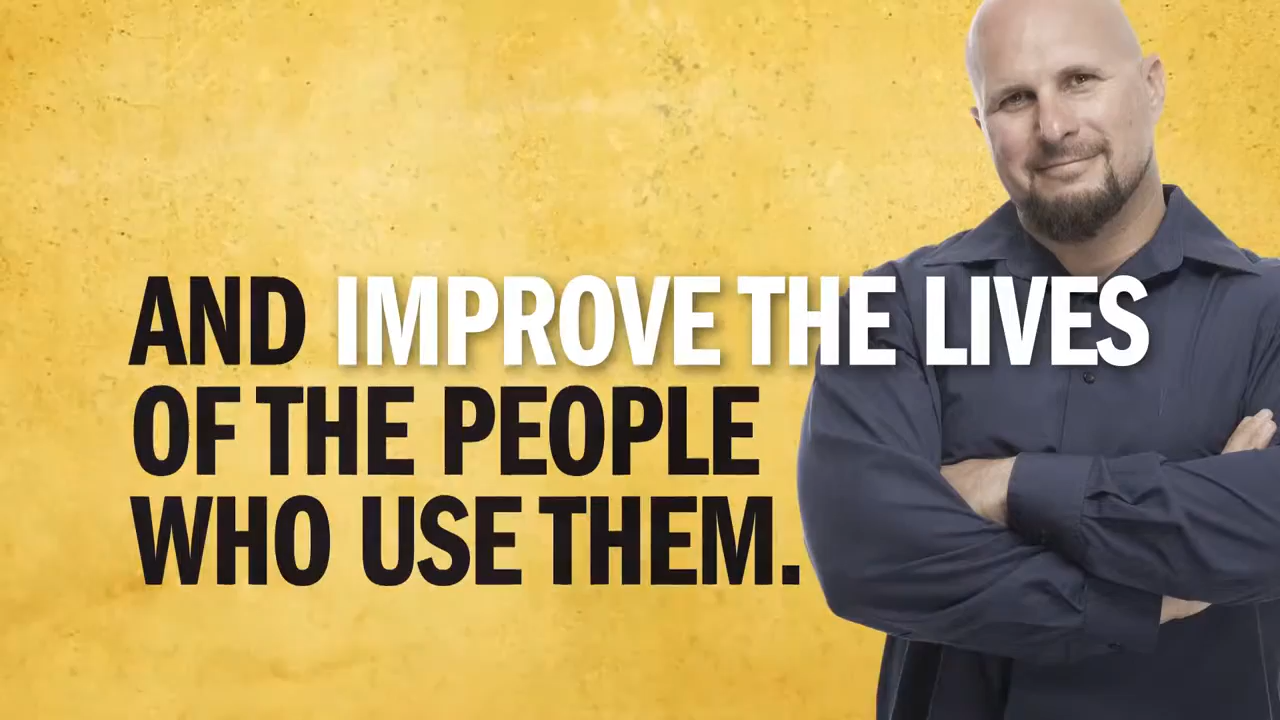 AND IMPROVE THE LIVES
OF THE PEOPLE
WHO USE THEM.